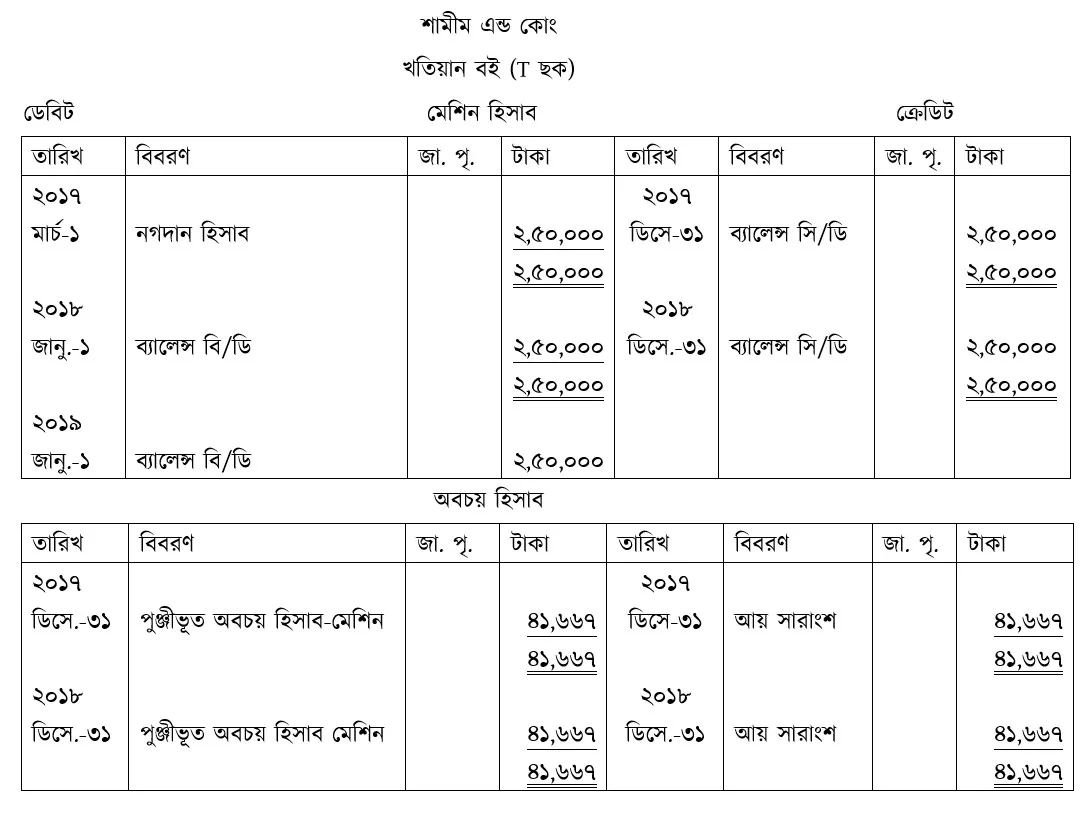 শামীম এন্ড কোং
খতিয়ান বই (T ছক)
ডেবিট মেশিন হিসাব ক্রেডিট
তারিখ বিবরণ জা. পৃ. টাকা তারিখ বিবরণ জা. পৃ. টাকা
২০১৭ ২০১৭
মার্চ-১ নগদান হিসাব ২,৫০,০০০ ডিসে-৩১ ব্যালেন্স সি/ডি ২,৫০,০০০
২,৫০,০০০ ২,৫০,০০০
২০১৮ ২০১৮
জানু.-১ ব্যালেন্স বি/ডি ২,৫০,০০০ ডিসে.-৩১ ব্যালেন্স সি/ডি ২,৫০,০০০
২,৫০,০০০ ২,৫০,০০০
২০১৯
জানু.-১ ব্যালেন্স বি/ডি ২,৫০,০০০
অবচয় হিসাব
তারিখ বিবরণ জা. পৃ. টাকা তারিখ বিবরণ জা. পৃ. টাকা
২০১৭ ২০১৭
ডিসে.-৩১ পুঞ্জীভূত অবচয় হিসাব-মেশিন ৪১,৬৬৭ ডিসে-৩১ আয় সারাংশ ৪১,৬৬৭
৪১,৬৬৭ ৪১,৬৬৭
২০১৮ ২০১৮
ডিসে.-৩১ পুঞ্জীভূত অবচয় হিসাব মেশিন ৪১,৬৬৭ ডিসে.-৩১ আয় সারাংশ ৪১,৬৬৭
৪১,৬৬৭ ৪১,৬৬৭